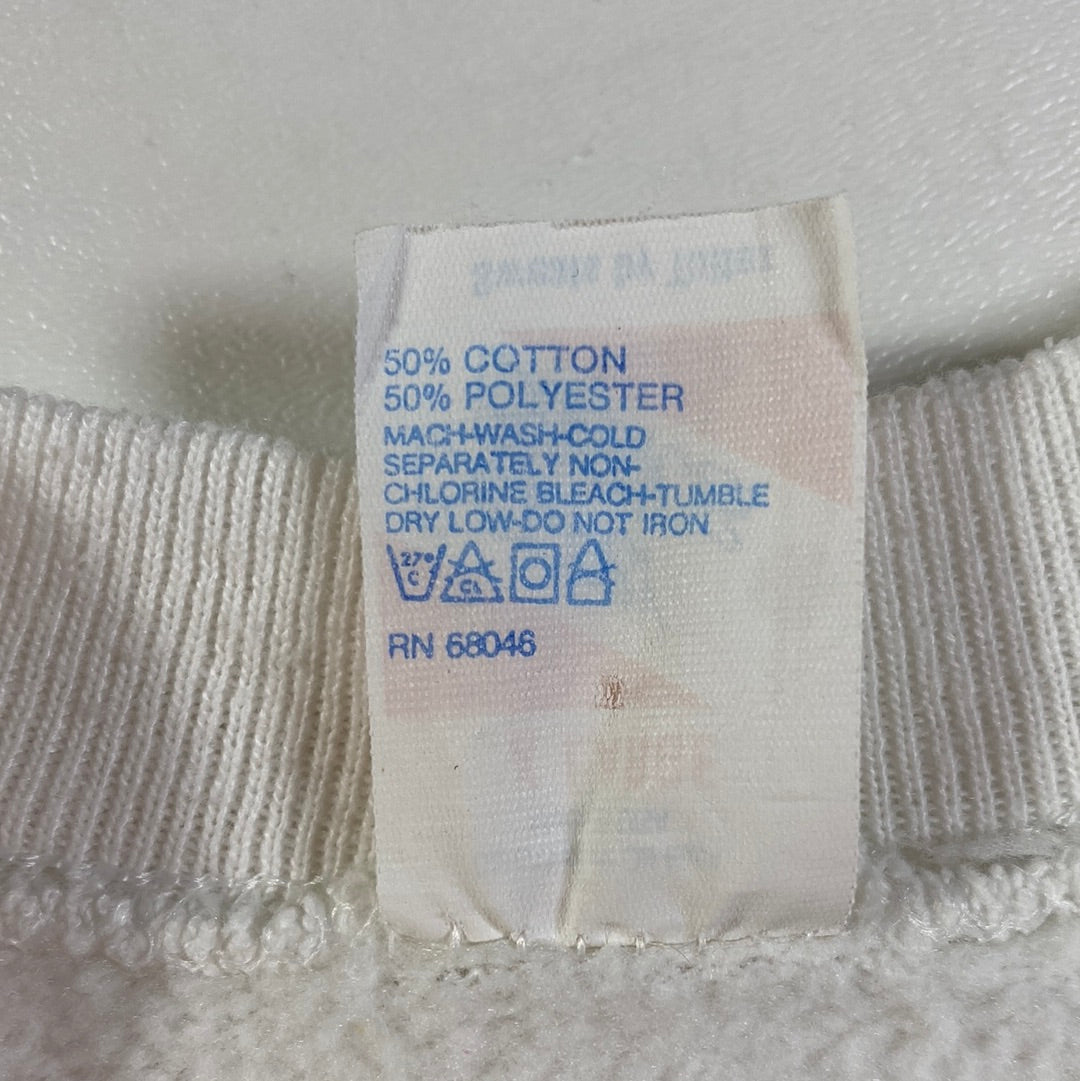 50% COTTON
50% POLYESTER
MACH-WASH-COLD
SEPARATELY NON-
CHLORINE BLEACH-TUMBLE
DRY LOW-DO NOT IRON
27° C CL
RN 68046